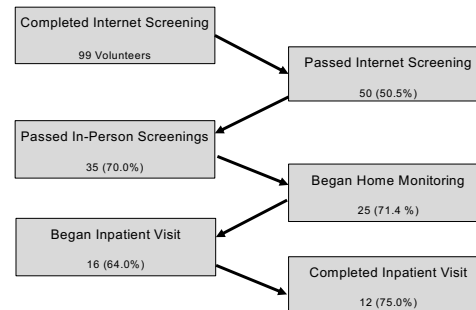 Completed Internet Screening
99 Volunteers
Passed Internet Screening
50 (50.5%)
Passed In-Person Screenings
35 (70.0%)
Began Home Monitoring
25 (71.4 %)
Began Inpatient Visit
16 (64.0%)
Completed Inpatient Visit
12 (75.0%)